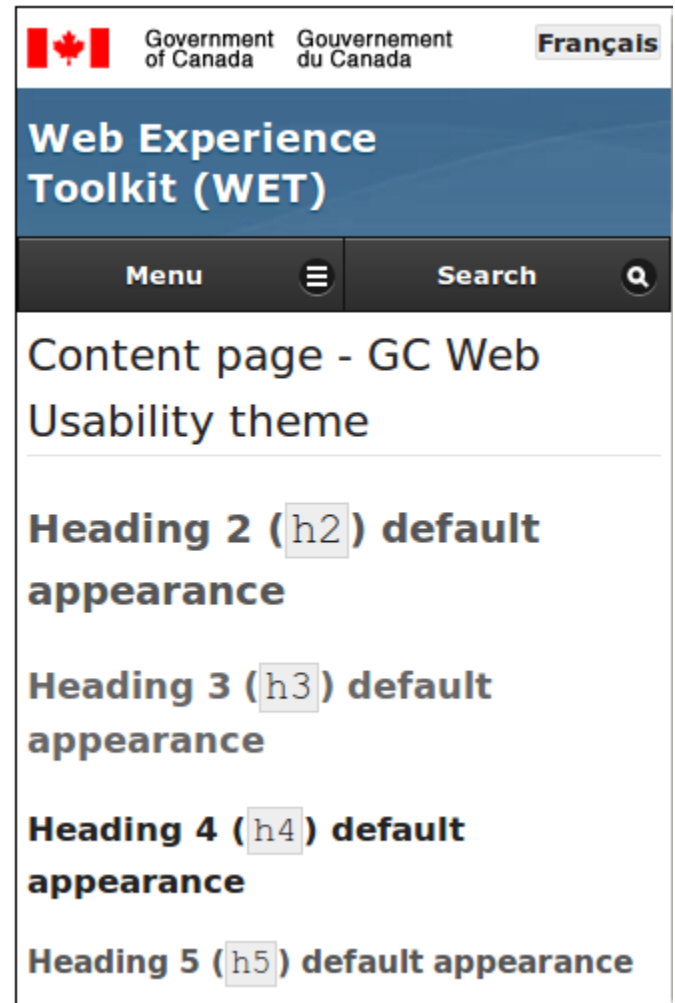 Government Gouvernement Français
of Canada du Canada
Web Experience
Toolkit (WET)
Menu Search
Content page - GC Web
Usability theme
Heading 2 (h2) default
appearance
Heading 3 (h3) default
appearance
Heading 4 (h4) default
appearance
Heading 5 (h5) default appearance